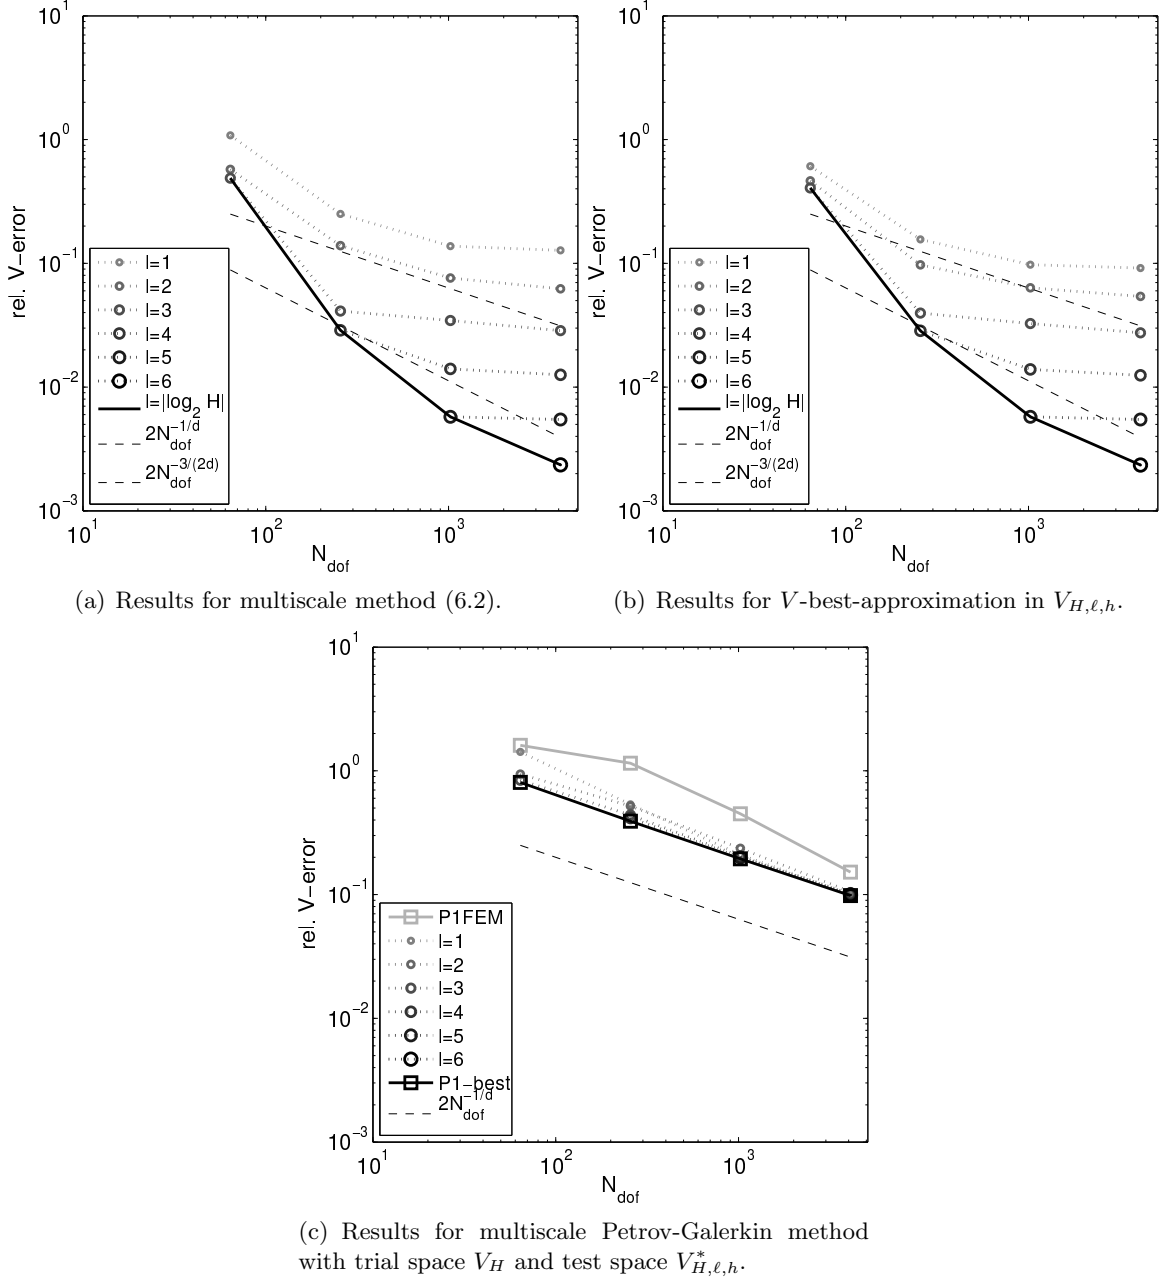 10^1
10^0
10^-1
10^-2
10^-3
rel. V-error
l=1
l=2
l=3
l=4
l=5
l=6
l=|log_2 H|
2N_dof^-1/d
2N_dof^-3/(2d)
10^1 10^2 10^3
N_dof
(a) Results for multiscale method (6.2).
10^1
10^0
10^-1
10^-2
10^-3
rel. V-error
l=1
l=2
l=3
l=4
l=5
l=6
l=|log_2 H|
2N_dof^-1/d
2N_dof^-3/(2d)
10^1 10^2 10^3
N_dof
(b) Results for V-best-approximation in V_H,ℓ,h.
10^1
10^0
10^-1
10^-2
10^-3
rel. V-error
P1FEM
l=1
l=2
l=3
l=4
l=5
l=6
P1-best
2N_dof^-1/d
10^1 10^2 10^3
N_dof
(c) Results for multiscale Petrov-Galerkin method
with trial space V_H and test space V*_H,ℓ,h.